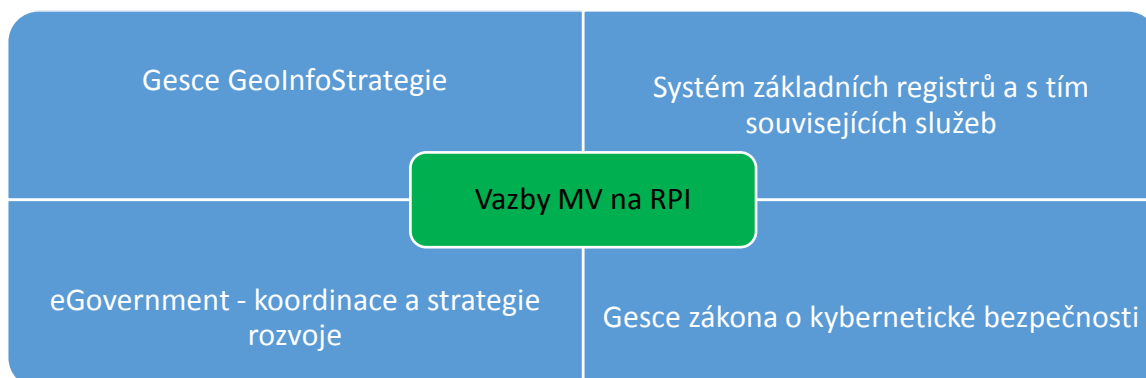 Gesce GeoInfoStrategie
Systém základních registrů a s tím
souvisejících služeb
Vazby MV na RPI
eGovernment - koordinace a strategie
rozvoje
Gesce zákona o kybernetické bezpečnosti